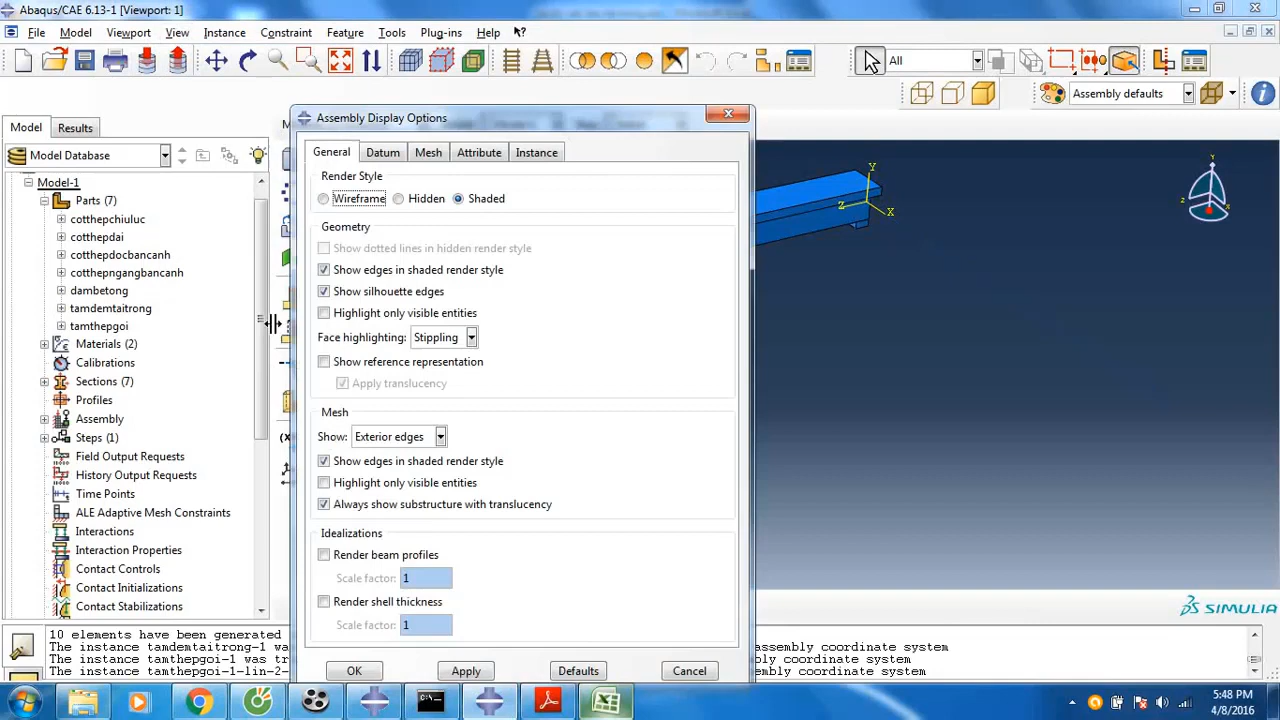 Abaqus/CAE 6.13-1 [Viewport: 1]
File Model Viewport View Instance Constraint Feature Tools Plug-ins Help
All
Assembly defaults
Model Results
Model Database
Model-1
Parts (7)
cotthepchiuluc
cotthepdai
cotthepdocbancanh
cotthepngangbancanh
dambetong
tamdemtaitrong
tamthepgoi
Materials (2)
Calibrations
Sections (7)
Profiles
Assembly
Steps (1)
Field Output Requests
History Output Requests
Time Points
ALE Adaptive Mesh Constraints
Interactions
Interaction Properties
Contact Controls
Contact Initializations
Contact Stabilizations
Assembly Display Options
General Datum Mesh Attribute Instance
Render Style
Wireframe Hidden Shaded
Geometry
Show dotted lines in hidden render style
Show edges in shaded render style
Show silhouette edges
Highlight only visible entities
Face highlighting: Stippling
Show reference representation
Apply translucency
Mesh
Show: Exterior edges
Show edges in shaded render style
Highlight only visible entities
Always show substructure with translucency
Idealizations
Render beam profiles
Scale factor: 1
Render shell thickness
Scale factor: 1
OK Apply Defaults Cancel
Y
Z
X
Y
Z
X
SIMULIA
10 elements have been generated
The instance tamdemtaitrong-1 was assembly coordinate system
The instance tamthepgoi-1 was tr bly coordinate system
The instance tamthepgoi-1-lin-2- embly coordinate system
5:48 PM
4/8/2016